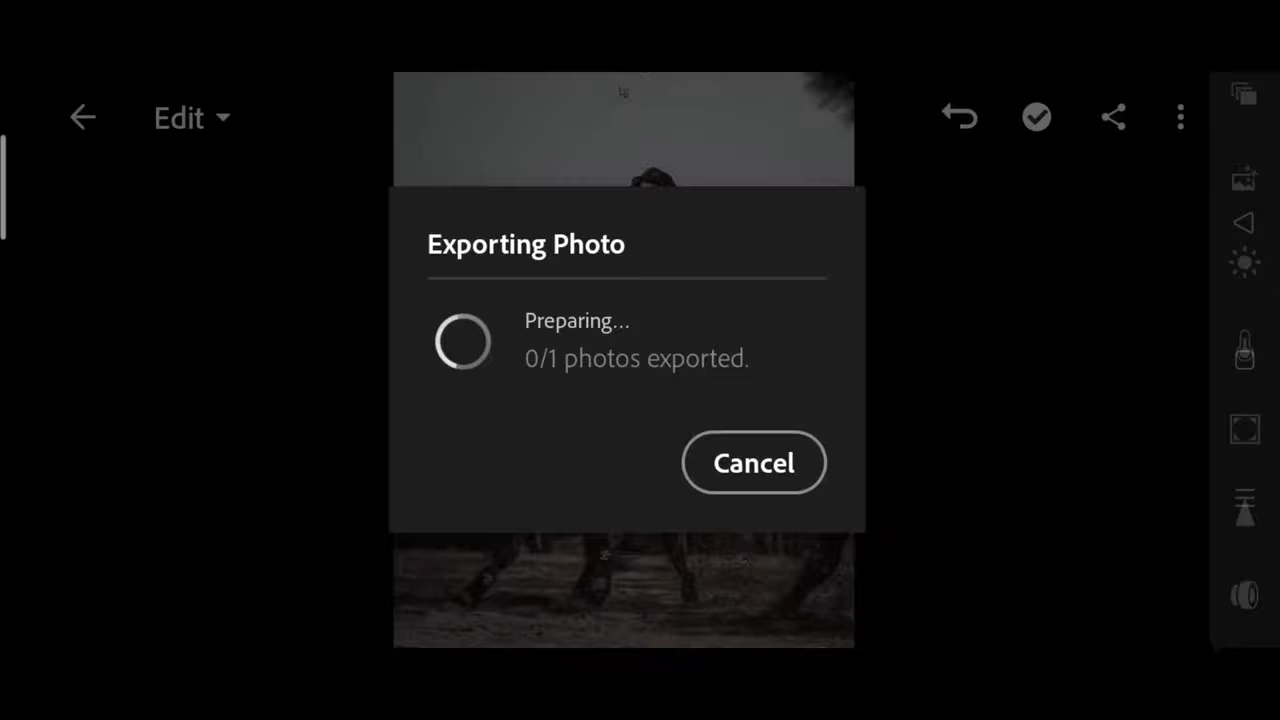 Edit
Exporting Photo
Preparing...
0/1 photos exported.
Cancel